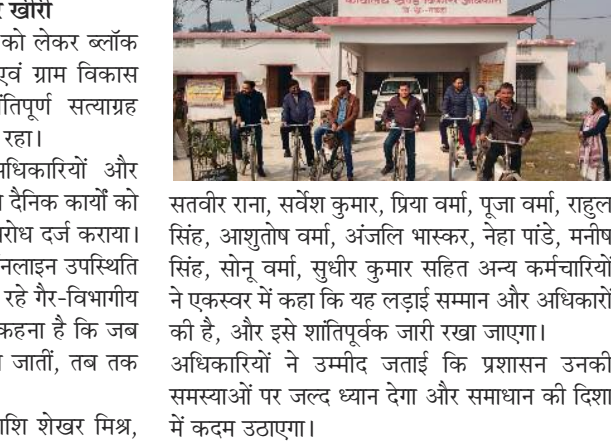 खीरी
को लेकर ब्लॉक
एवं ग्राम विकास
सत्याग्रह
रहा।
और
दैनिक कार्यों को
दर्ज कराया।
उपस्थिति
रहे गैर-विभागीय
कहना है कि जब
जातीं, तब तक
शेखर मिश्र,
कार्यालय खण्ड विकास अधिकारी
सतवीर राना, सर्वेश कुमार, प्रिया वर्मा, पूजा वर्मा, राहुल
सिंह, आशुतोष वर्मा, अंजलि भास्कर, नेहा पांडे, मनीष
सिंह, सोनू वर्मा, सुधीर कुमार सहित अन्य कर्मचारियों
ने एकस्वर में कहा कि यह लड़ाई सम्मान और अधिकारों
की है, और इसे शांतिपूर्वक जारी रखा जाएगा।
अधिकारियों ने उम्मीद जताई कि प्रशासन उनकी
समस्याओं पर जल्द ध्यान देगा और समाधान की दिशा
में कदम उठाएगा।